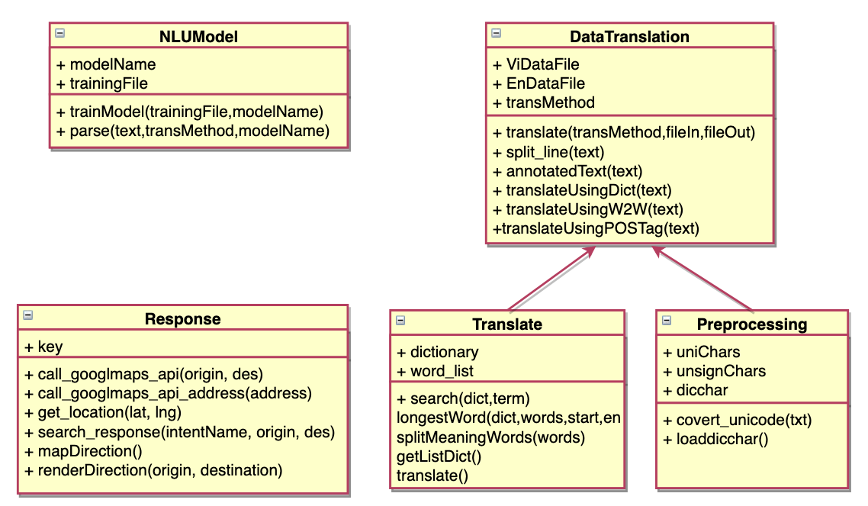 NLUModel
+ modelName
+ trainingFile
+ trainModel(trainingFile,modelName)
+ parse(text,transMethod,modelName)
DataTranslation
+ ViDataFile
+ EnDataFile
+ transMethod
+ translate(transMethod,fileIn,fileOut)
+ split_line(text)
+ annotatedText(text)
+ translateUsingDict(text)
+ translateUsingW2W(text)
+translateUsingPOSTag(text)
Response
+ key
+ call_googlmaps_api(origin, des)
+ call_googlmaps_api_address(address)
+ get_location(lat, lng)
+ search_response(intentName, origin, des)
+ mapDirection()
+ renderDirection(origin, destination)
Translate
+ dictionary
+ word_list
+ search(dict,term)
longestWord(dict,words,start,en
splitMeaningWords(words)
getListDict()
translate()
Preprocessing
+ uniChars
+ unsignChars
+ dicchar
+ covert_unicode(txt)
+ loaddicchar()